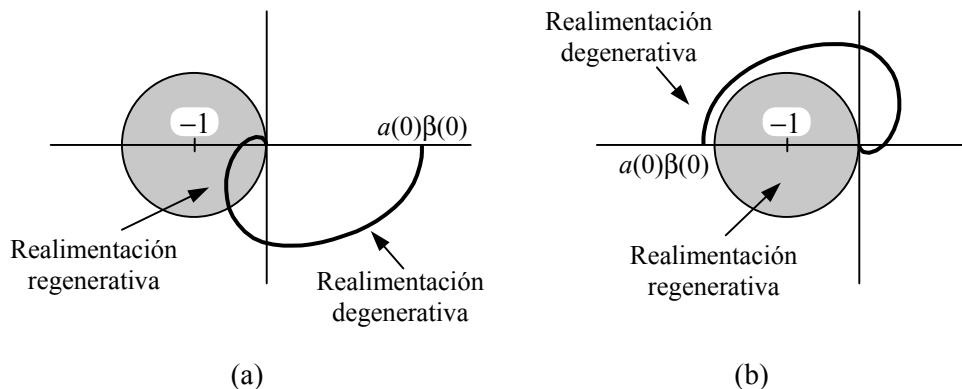 −1
a(0)β(0)
Realimentación
regenerativa
Realimentación
degenerativa
(a)
Realimentación
degenerativa
−1
a(0)β(0)
Realimentación
regenerativa
(b)